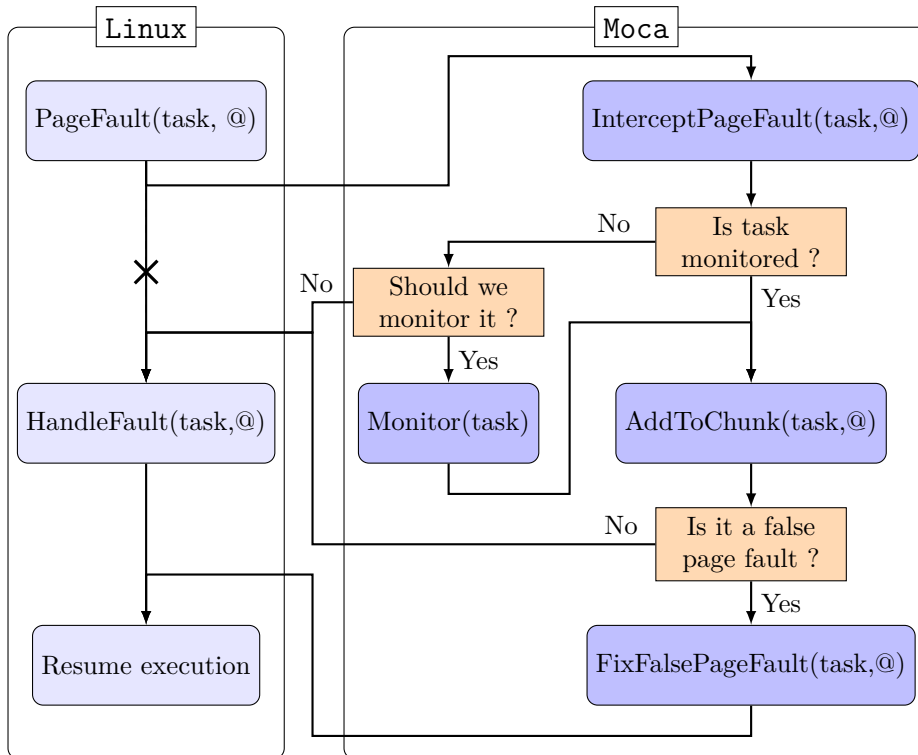 Linux
Moca
PageFault(task, @)
InterceptPageFault(task,@)
No
Is task
monitored ?
No
Should we
monitor it ?
Yes
Yes
HandleFault(task,@)
Monitor(task)
AddToChunk(task,@)
No
Is it a false
page fault ?
Yes
Resume execution
FixFalsePageFault(task,@)